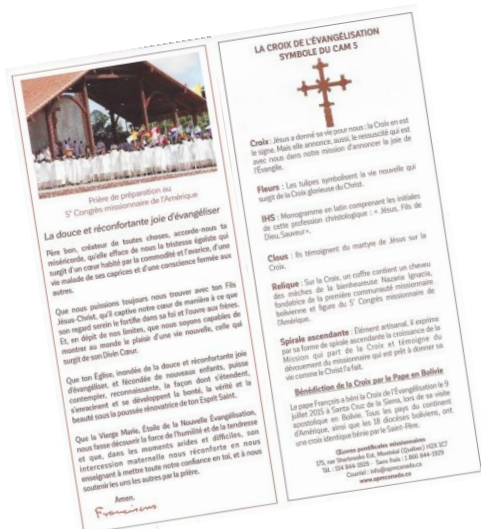 Prière de préparation au
5e Congrès missionnaire de l'Amérique
La douce et réconfortante joie d'évangéliser
Père bon, créateur de toutes choses, accorde-nous ta
miséricorde, qu'elle efface de nous la tristesse égoïste qui
surgit d'un cœur habité par la commodité et l'avarice, d'une
vie malade de ses caprices et d'une conscience fermée aux
autres.
Que nous puissions toujours nous trouver avec ton Fils
Jésus-Christ, qu'il captive notre cœur de manière à ce que
son regard serein le fortifie dans sa foi et l'ouvre aux frères.
Et, en dépit de nos limites, que nous soyons capables de
montrer au monde le plaisir d'une vie nouvelle, celle qui
surgit de son Divin Cœur.
Que ton Eglise, inondée de la douce et réconfortante joie
d'évangéliser, et fécondée de nouveaux enfants, puisse
contempler, reconnaissante, la façon dont s'étendent,
s'enracinent et se développent la bonté, la vérité et la
beauté sous la poussée rénovatrice de ton Esprit Saint.
Que la Vierge Marie, Étoile de la Nouvelle Évangélisation,
nous fasse découvrir la force de l'humilité et de la tendresse
et que, dans les moments arides et difficiles, son
intercession maternelle nous réconforte en nous
enseignant à mettre toute notre confiance en toi, et à nous
soutenir les uns les autres par la prière.
Amen.
Franciscus
LA CROIX DE L'ÉVANGÉLISATION
SYMBOLE DU CAM 5
Croix : Jésus a donné sa vie pour nous : la Croix en est
le signe. Mais elle annonce, aussi, le ressuscité qui est
avec nous dans notre mission d'annoncer la joie de
l'Évangile.
Fleurs : Les tulipes symbolisent la vie nouvelle qui
surgit de la Croix glorieuse du Christ.
IHS : Monogramme en latin comprenant les initiales
de cette profession christologique : « Jésus, Fils de
Dieu, Sauveur».
Clous : Ils témoignent du martyre de Jésus sur la
Croix.
Relique : Sur la Croix, un coffre contient un cheveu
des mèches de la bienheureuse Nazaria Ignacia,
fondatrice de la première communauté missionnaire
bolivienne et figure du 5e Congrès missionnaire de
l'Amérique.
Spirale ascendante : Élément artisanal, il exprime
par sa forme de spirale ascendante la croissance de la
Mission qui part de la Croix et témoigne du
dévouement du missionnaire qui est prêt à donner sa
vie comme le Christ l'a fait.
Bénédiction de la Croix par le Pape en Bolivie
Le pape François a béni la Croix de l'Évangélisation le 9
juillet 2015 à Santa Cruz de la Sierra, lors de sa visite
apostolique en Bolivie. Tous les pays du continent
d'Amérique, ainsi que les 18 diocèses boliviens, ont
une croix identique bénie par le Saint-Père.
Œuvres pontificales missionnaires
175, rue Sherbrooke Est, Montréal (Québec) H2X 1C7
Tél. : 514 844-1929 - Sans frais : 1 866 844-1929
Courriel : info@opmcanada.ca
www.opmcanada.ca